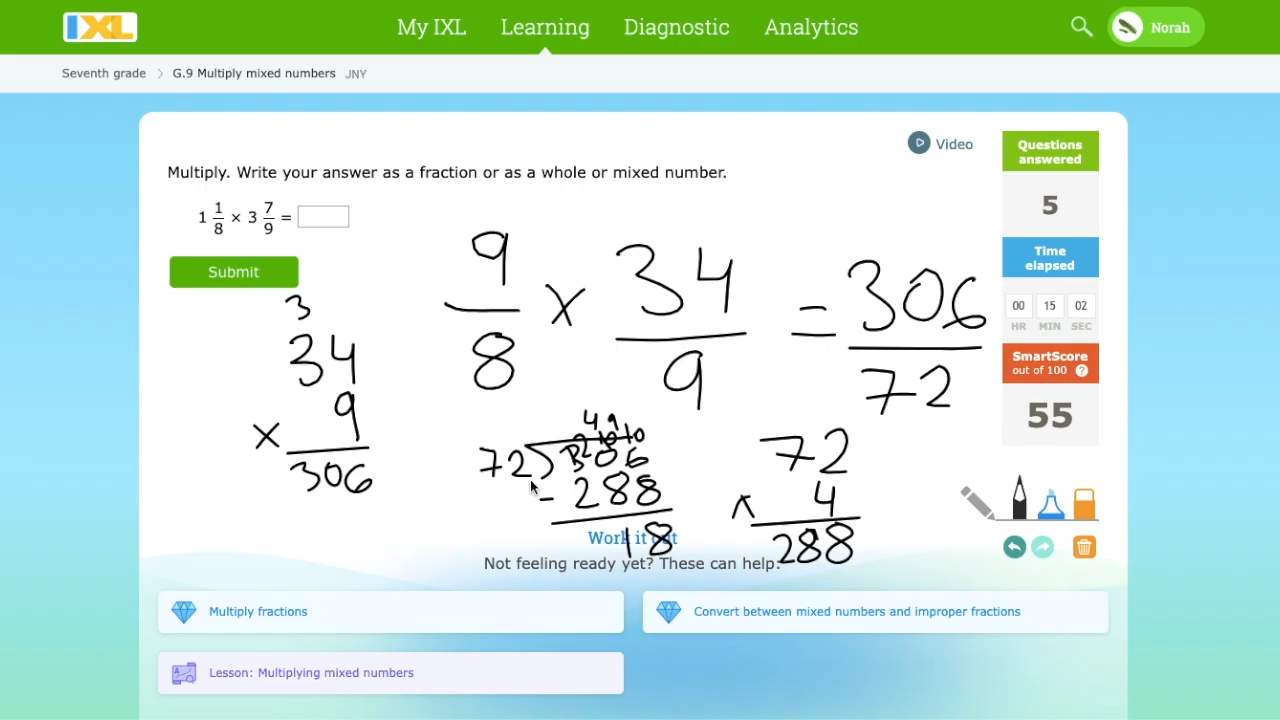 IXL My IXL Learning Diagnostic Analytics Norah
Seventh grade > G.9 Multiply mixed numbers JNY
Video
Multiply. Write your answer as a fraction or as a whole or mixed number.
1 1/8 × 3 7/9 =
Submit
9/8 × 34/9 = 306/72
3
34
× 9
306
4
72 306
- 288
18
72
× 4
288
Work it out
Not feeling ready yet? These can help:
Multiply fractions
Convert between mixed numbers and improper fractions
Lesson: Multiplying mixed numbers
Questions answered
5
Time elapsed
00 15 02
HR MIN SEC
SmartScore
out of 100 ?
55